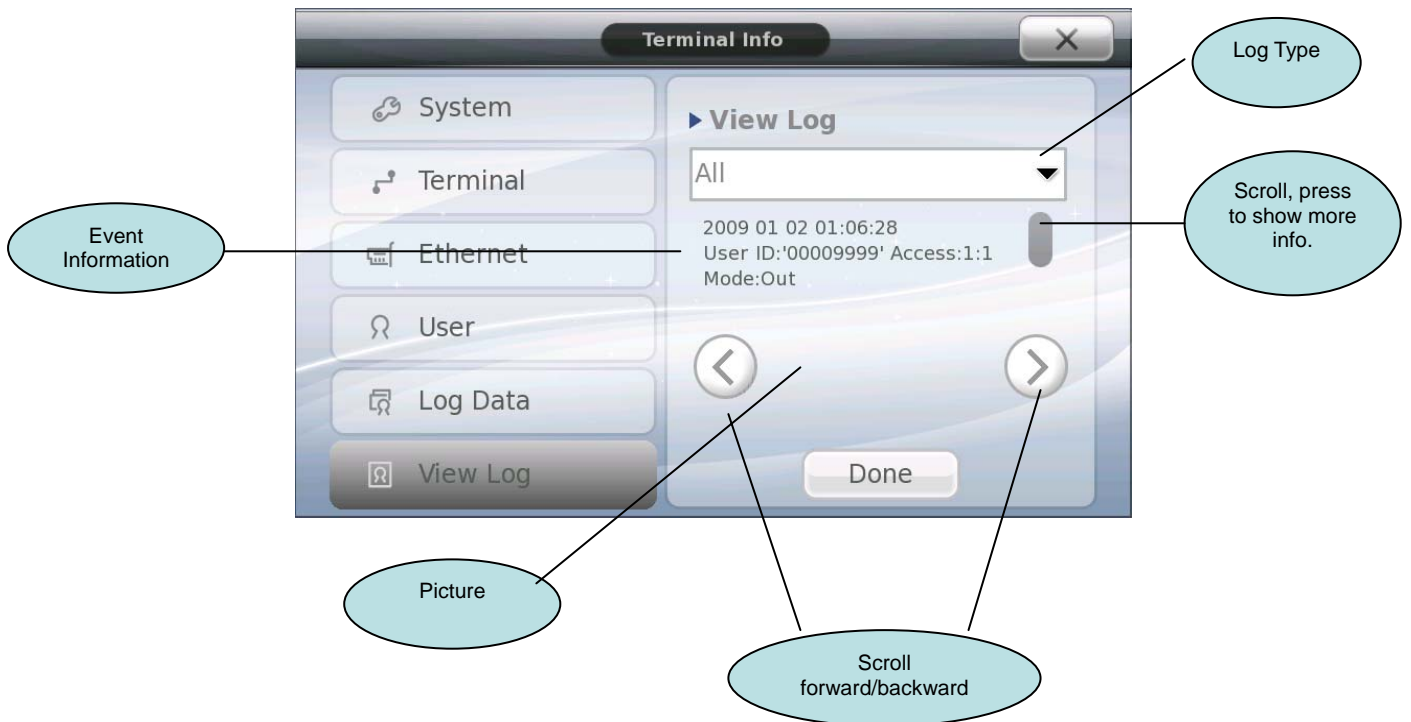 Terminal Info
Log Type
System
Terminal
Ethernet
User
Log Data
View Log
View Log
All
2009 01 02 01:06:28
User ID:'00009999' Access:1:1
Mode:Out
Done
Scroll, press
to show more
info.
Event
Information
Picture
Scroll
forward/backward